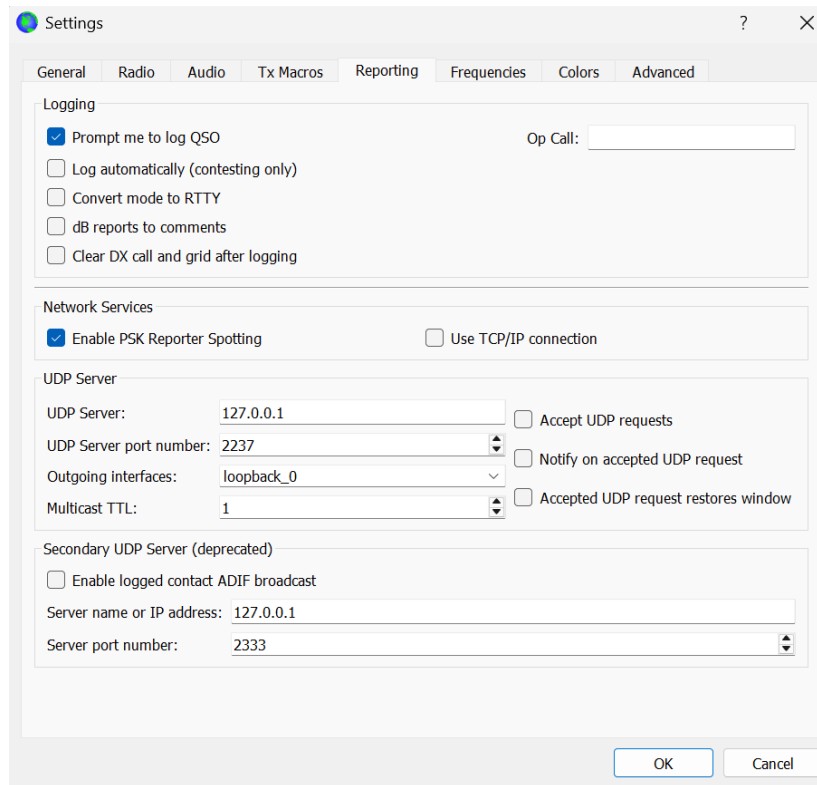 Settings ?
General Radio Audio Tx Macros Reporting Frequencies Colors Advanced
Logging
Prompt me to log QSO Op Call:
Log automatically (contesting only)
Convert mode to RTTY
dB reports to comments
Clear DX call and grid after logging
Network Services
Enable PSK Reporter Spotting Use TCP/IP connection
UDP Server
UDP Server: 127.0.0.1 Accept UDP requests
UDP Server port number: 2237
Notify on accepted UDP request
Outgoing interfaces: loopback_0
Accepted UDP request restores window
Multicast TTL: 1
Secondary UDP Server (deprecated)
Enable logged contact ADIF broadcast
Server name or IP address: 127.0.0.1
Server port number: 2333
OK Cancel